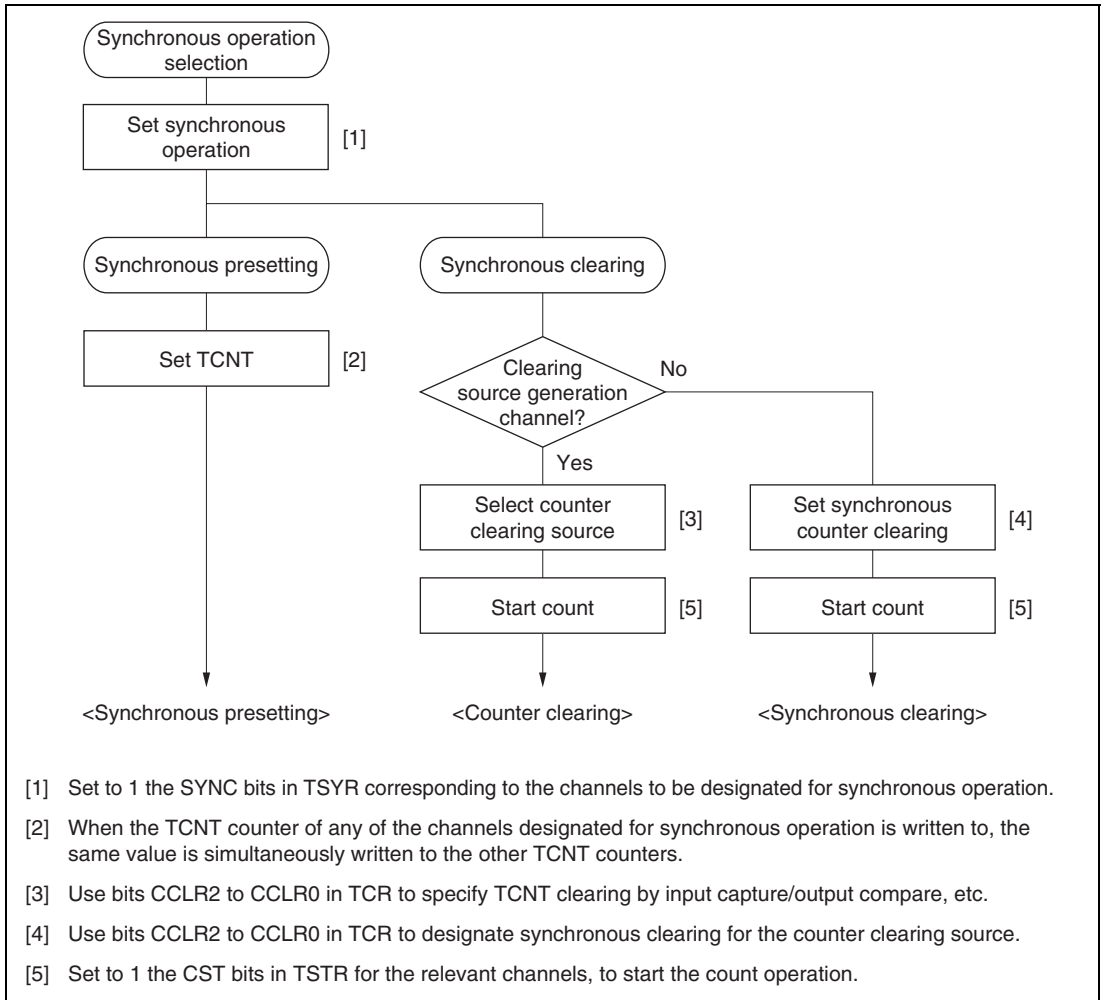 Synchronous operation
selection
Set synchronous
operation
[1]
Synchronous presetting
Synchronous clearing
Set TCNT
[2]
Clearing
source generation
channel?
No
Yes
Select counter
clearing source
[3]
Set synchronous
counter clearing
[4]
Start count
[5]
Start count
[5]
<Synchronous presetting>
<Counter clearing>
<Synchronous clearing>
[1] Set to 1 the SYNC bits in TSYR corresponding to the channels to be designated for synchronous operation.
[2] When the TCNT counter of any of the channels designated for synchronous operation is written to, the
same value is simultaneously written to the other TCNT counters.
[3] Use bits CCLR2 to CCLR0 in TCR to specify TCNT clearing by input capture/output compare, etc.
[4] Use bits CCLR2 to CCLR0 in TCR to designate synchronous clearing for the counter clearing source.
[5] Set to 1 the CST bits in TSTR for the relevant channels, to start the count operation.